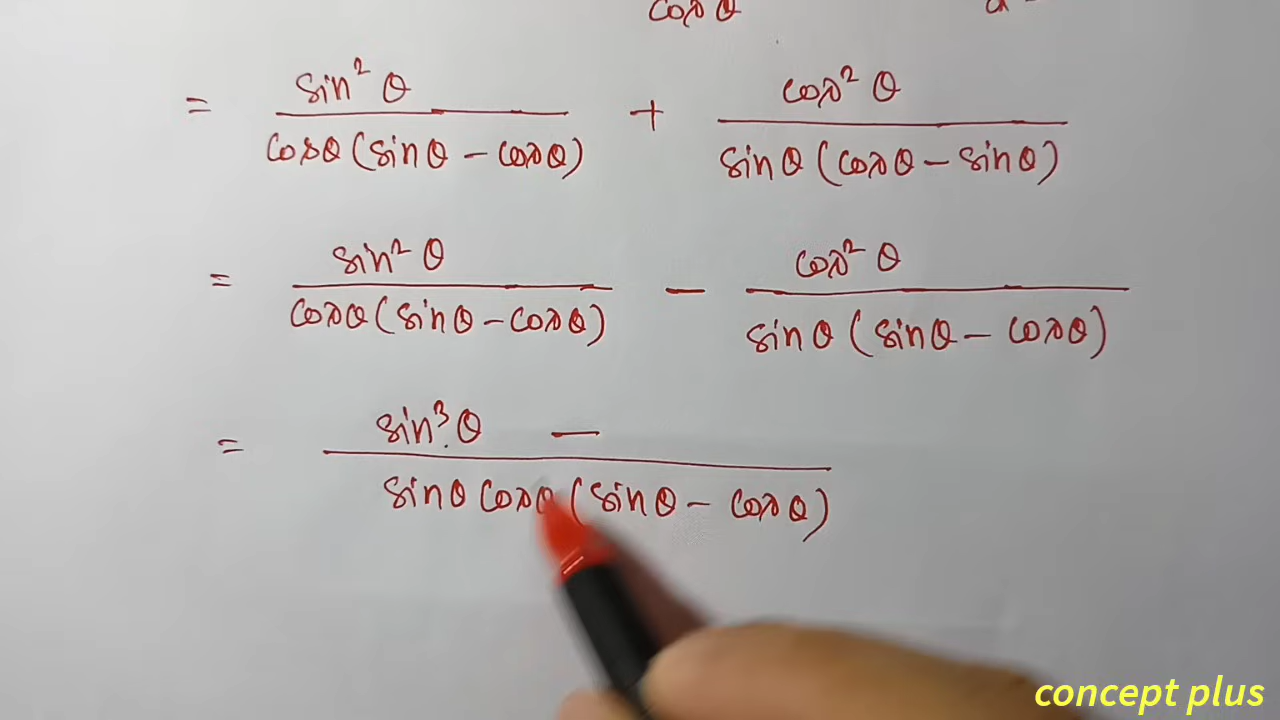 cosθ
= sin²θ / cosθ(sinθ - cosθ) + cos²θ / sinθ(cosθ - sinθ)
= sin²θ / cosθ(sinθ - cosθ) - cos²θ / sinθ(sinθ - cosθ)
= sin³θ - / sinθ cosθ(sinθ - cosθ)
concept plus